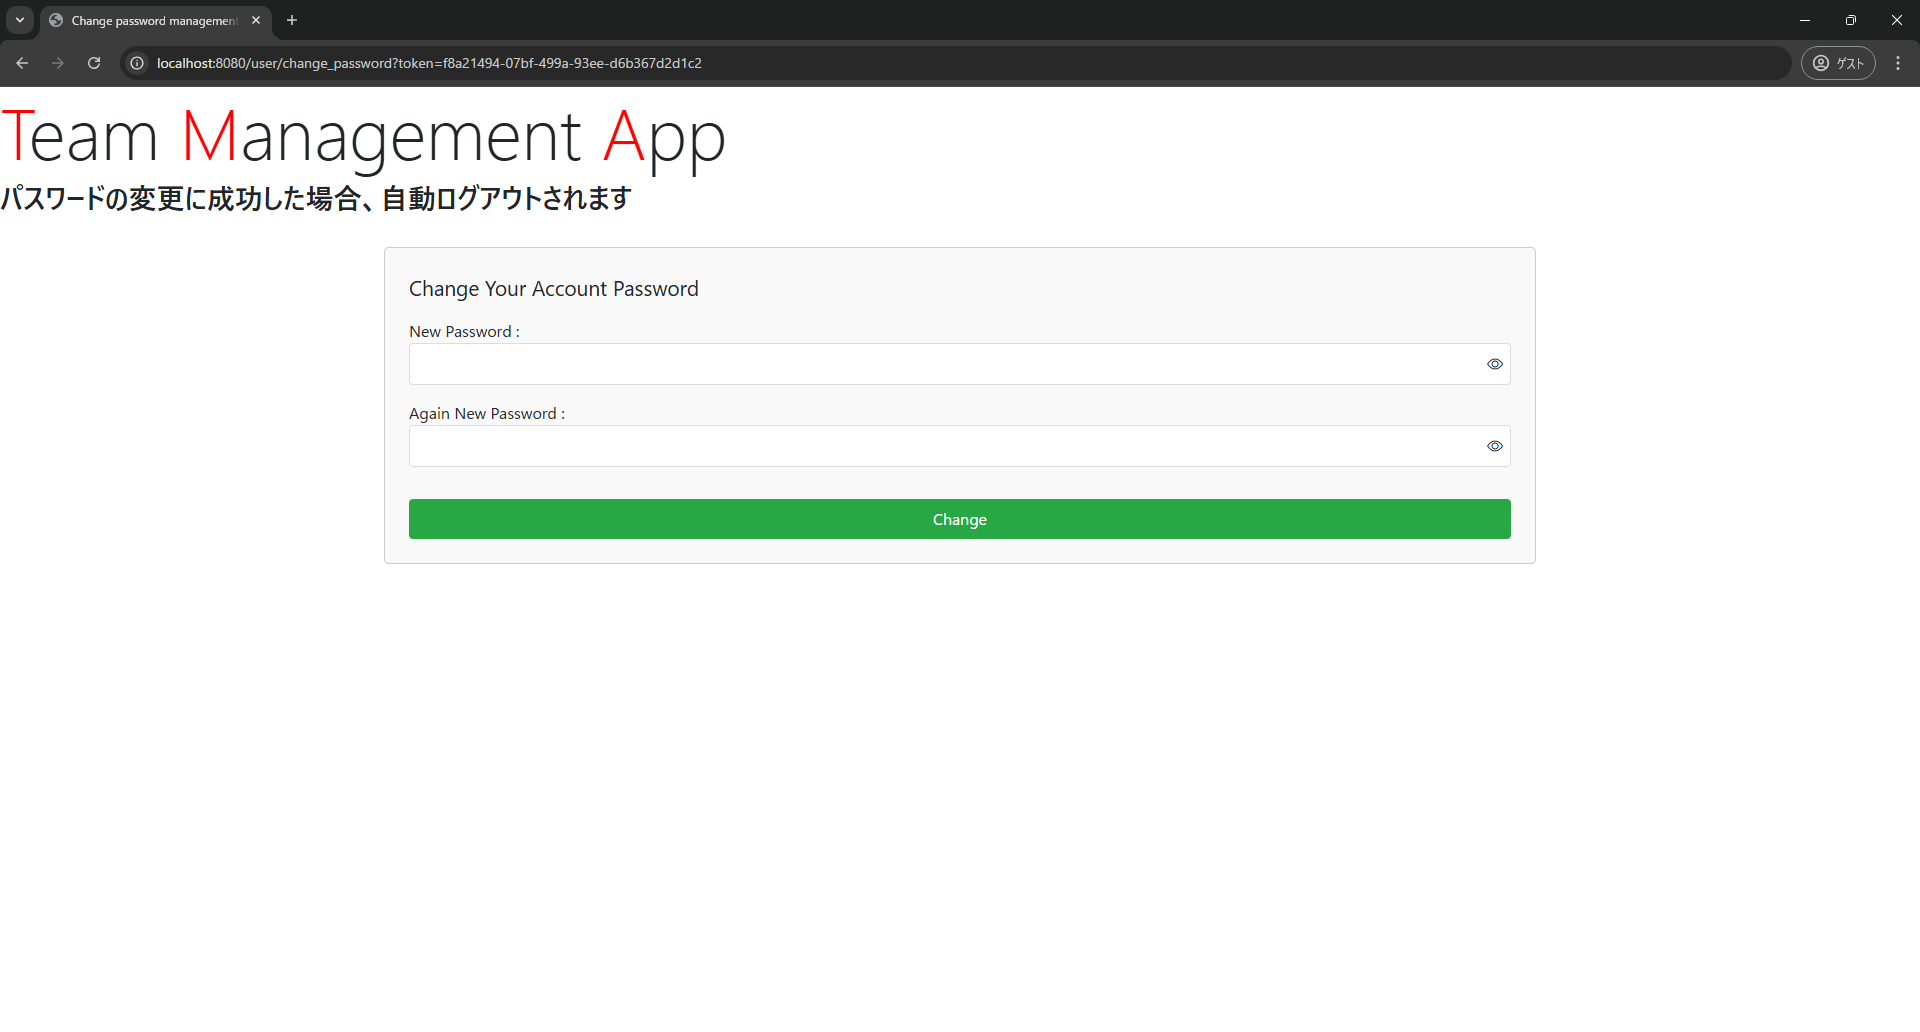 Change password management
localhost:8080/user/change_password?token=f8a21494-07bf-499a-93ee-d6b367d2d1c2
ゲスト
Team Management App
パスワードの変更に成功した場合、自動ログアウトされます
Change Your Account Password
New Password :
Again New Password :
Change